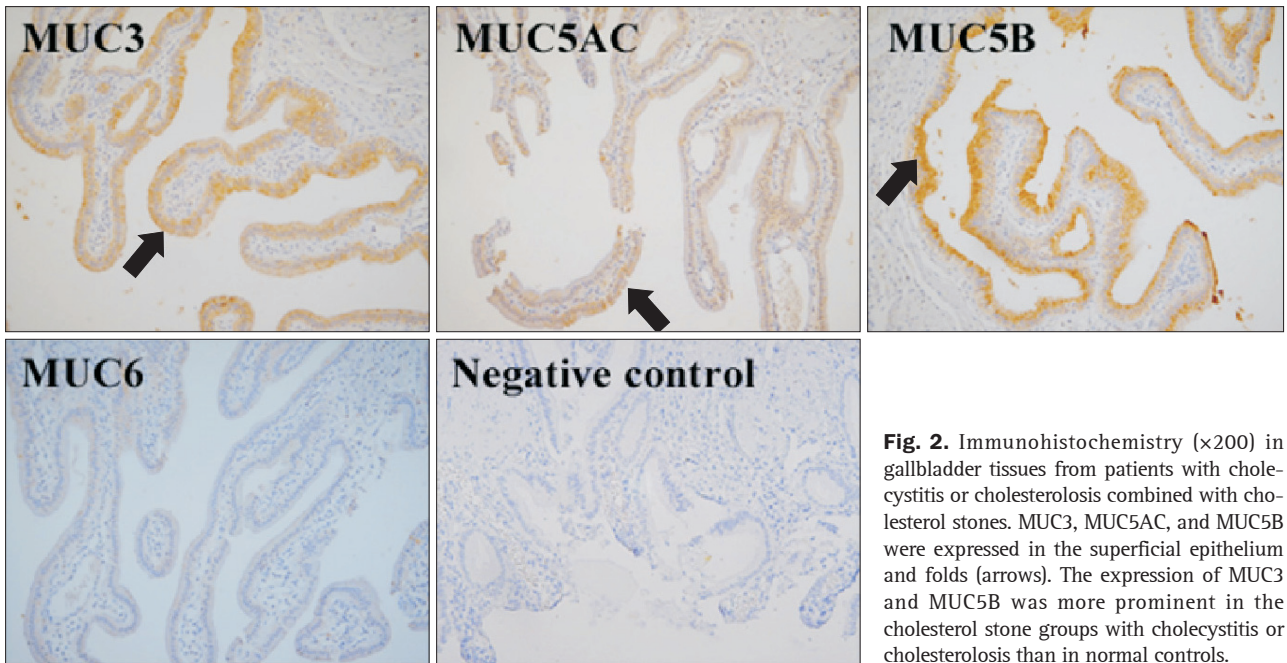 MUC3
MUC5AC
MUC5B
MUC6
Negative control
Fig. 2. Immunohistochemistry (×200) in
gallbladder tissues from patients with chole-
cystitis or cholesterolosis combined with cho-
lesterol stones. MUC3, MUC5AC, and MUC5B
were expressed in the superficial epithelium
and folds (arrows). The expression of MUC3
and MUC5B was more prominent in the
cholesterol stone groups with cholecystitis or
cholesterolosis than in normal controls.